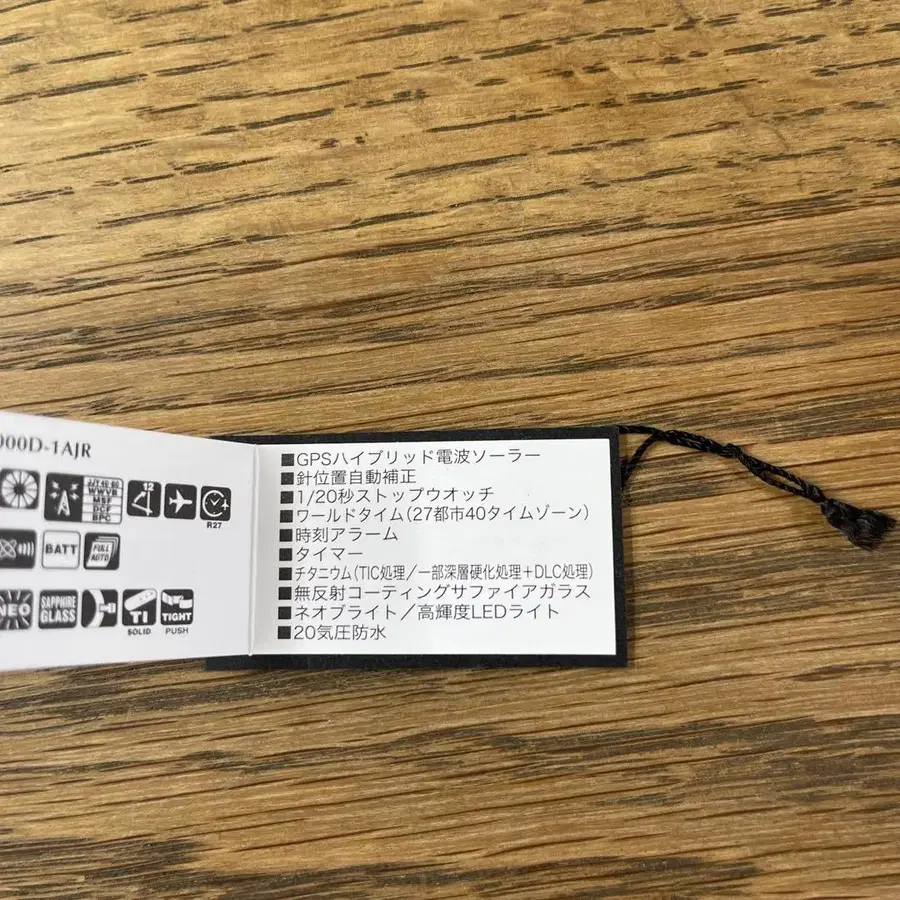 000D-1AJR
JJY 40·60
WWVB
MSF
DCF
BPC
12
R27
BATT
FULL
AUTO
NEO
SAPPHIRE
GLASS
TI
SOLID
TIGHT
PUSH
■GPSハイブリッド電波ソーラー
■針位置自動補正
■1/20秒ストップウオッチ
■ワールドタイム(27都市40タイムゾーン)
■時刻アラーム
■タイマー
■チタニウム(TIC処理/一部深層硬化処理+DLC処理)
■無反射コーティングサファイアガラス
■ネオブライト/高輝度LEDライト
■20気圧防水